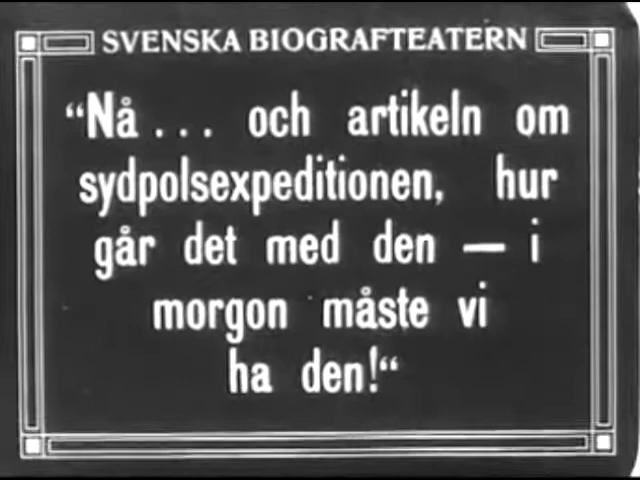 SVENSKA BIOGRAFTEATERN
“Nå... och artikeln om
sydpolsexpeditionen, hur
går det med den — i
morgon måste vi
ha den!“